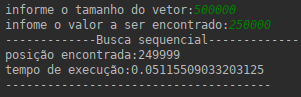 informe o tamanho do vetor:500000
infome o valor a ser encontrado:250000
-------------Busca sequencial-------------
posição encontrada:249999
tempo de execução:0.05115509033203125
--------------------------------------